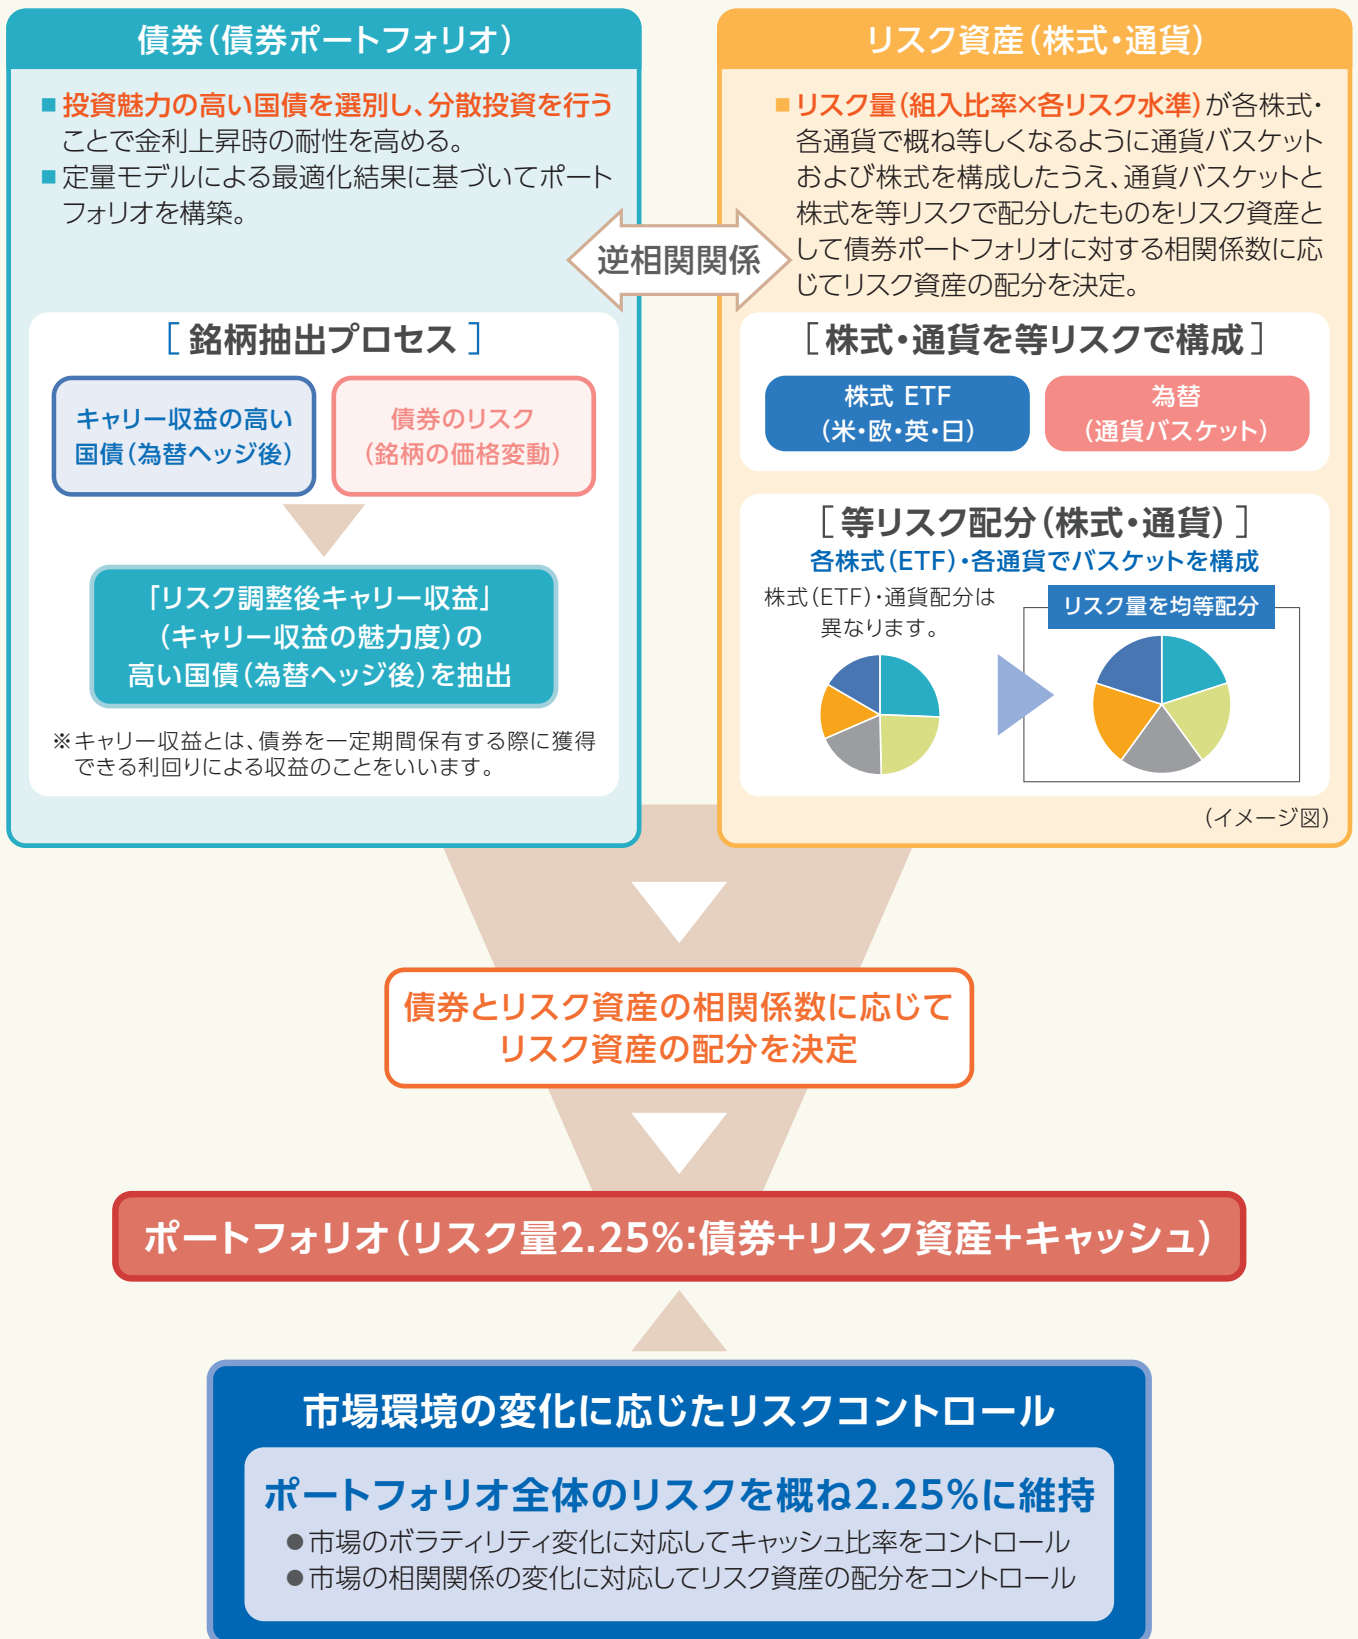 債券（債券ポートフォリオ）
■投資魅力の高い国債を選別し、分散投資を行う
ことで金利上昇時の耐性を高める。
■定量モデルによる最適化結果に基づいてポート
フォリオを構築。
［ 銘柄抽出プロセス ］
キャリー収益の高い
国債（為替ヘッジ後）
債券のリスク
（銘柄の価格変動）
「リスク調整後キャリー収益」
（キャリー収益の魅力度）の
高い国債（為替ヘッジ後）を抽出
※キャリー収益とは、債券を一定期間保有する際に獲得
できる利回りによる収益のことをいいます。
逆相関関係
リスク資産（株式・通貨）
■リスク量（組入比率×各リスク水準）が各株式・
各通貨で概ね等しくなるように通貨バスケット
および株式を構成したうえ、通貨バスケットと
株式を等リスクで配分したものをリスク資産と
して債券ポートフォリオに対する相関係数に応
じてリスク資産の配分を決定。
［ 株式・通貨を等リスクで構成 ］
株式 ETF
（米・欧・英・日）
為替
（通貨バスケット）
［ 等リスク配分（株式・通貨） ］
各株式（ETF）・各通貨でバスケットを構成
株式（ETF）・通貨配分は
異なります。
リスク量を均等配分
（イメージ図）
債券とリスク資産の相関係数に応じて
リスク資産の配分を決定
ポートフォリオ（リスク量2.25%：債券＋リスク資産＋キャッシュ）
市場環境の変化に応じたリスクコントロール
ポートフォリオ全体のリスクを概ね2.25%に維持
●市場のボラティリティ変化に対応してキャッシュ比率をコントロール
●市場の相関関係の変化に対応してリスク資産の配分をコントロール